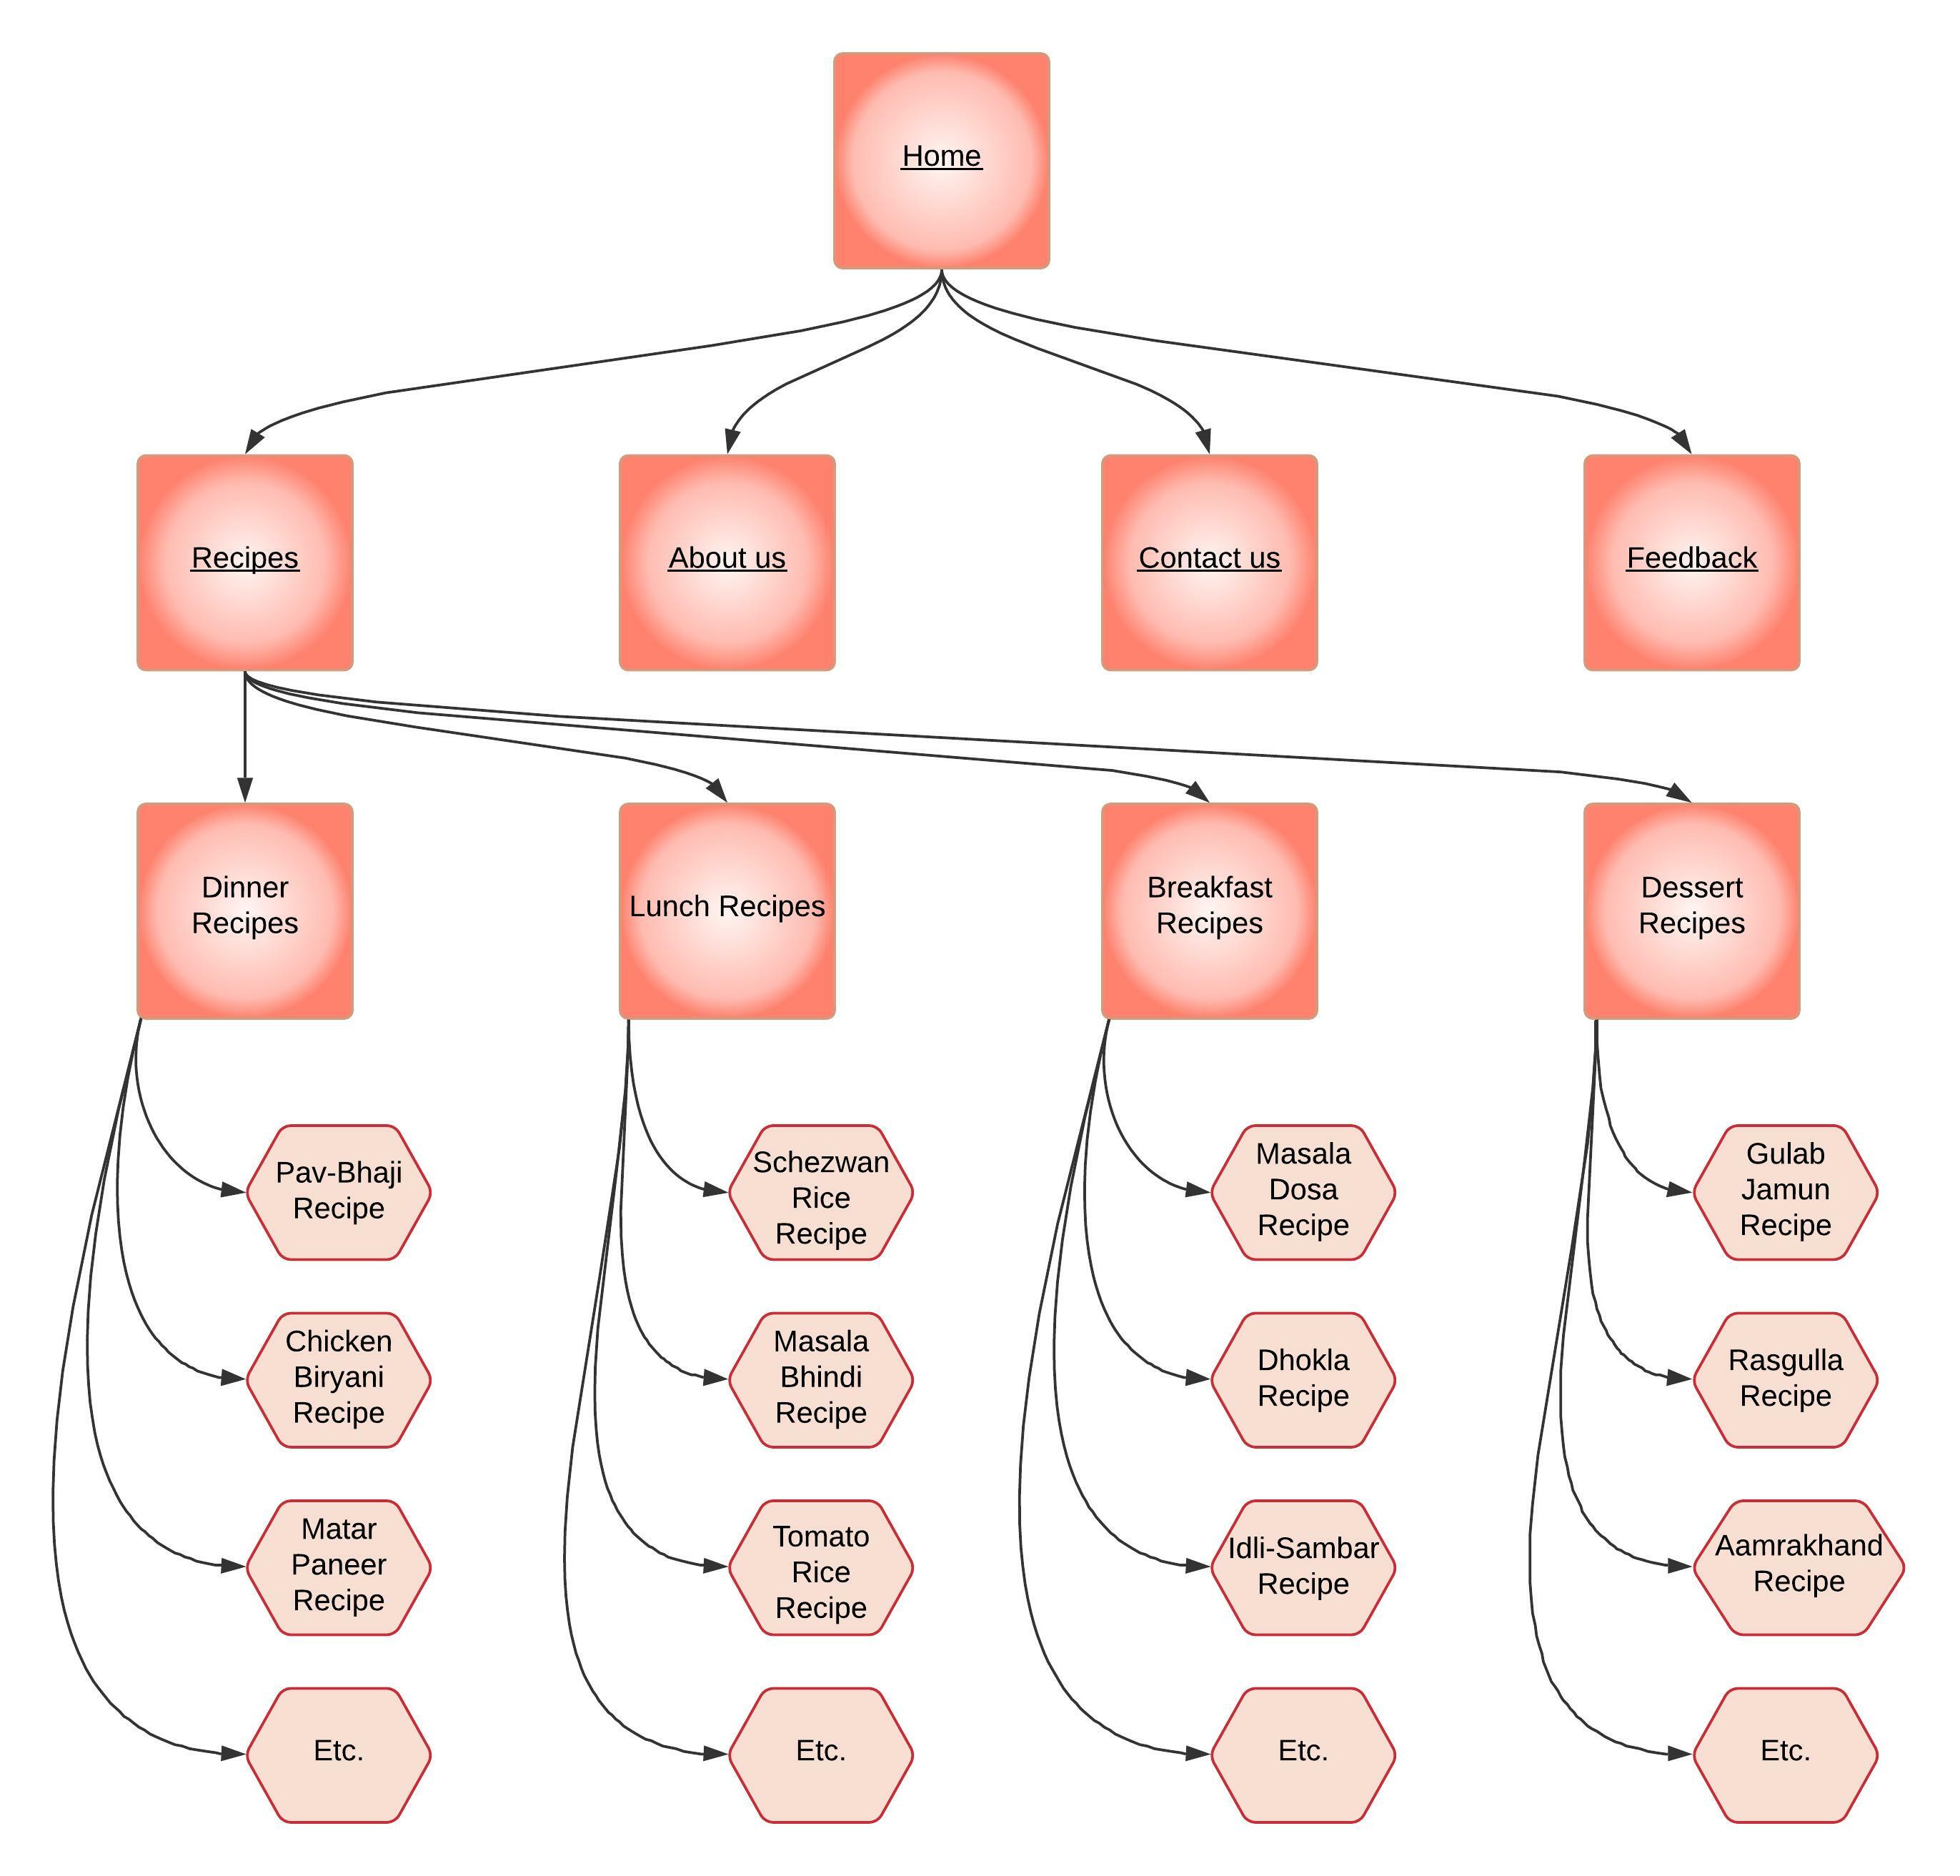 Home
Recipes
About us
Contact us
Feedback
Dinner
Recipes
Lunch Recipes
Breakfast
Recipes
Dessert
Recipes
Pav-Bhaji
Recipe
Schezwan
Rice
Recipe
Masala
Dosa
Recipe
Gulab
Jamun
Recipe
Chicken
Biryani
Recipe
Masala
Bhindi
Recipe
Dhokla
Recipe
Rasgulla
Recipe
Matar
Paneer
Recipe
Tomato
Rice
Recipe
Idli-Sambar
Recipe
Aamrakhand
Recipe
Etc.
Etc.
Etc.
Etc.